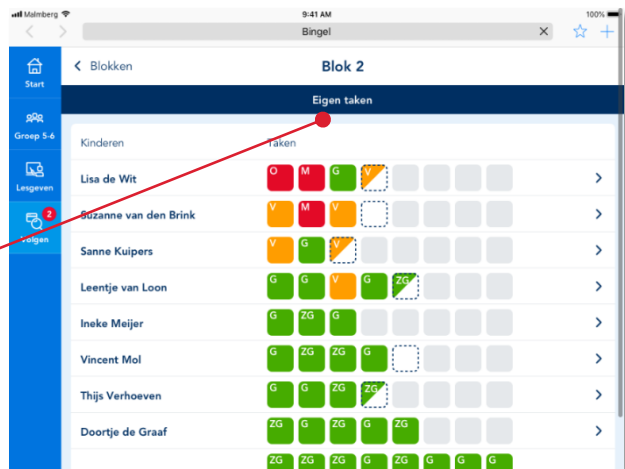 Malmberg 9:41 AM 100%
Bingel
Start
Groep 5-6
Lesgeven
2
Volgen
Blokken Blok 2
Eigen taken
Kinderen Taken
Lisa de Wit O M G V
Suzanne van den Brink V M V
Sanne Kuipers V G V
Leentje van Loon G G V G ZG
Ineke Meijer G ZG G
Vincent Mol G ZG ZG G
Thijs Verhoeven G G ZG ZG
Doortje de Graaf ZG G ZG G ZG
ZG ZG ZG G ZG G G G